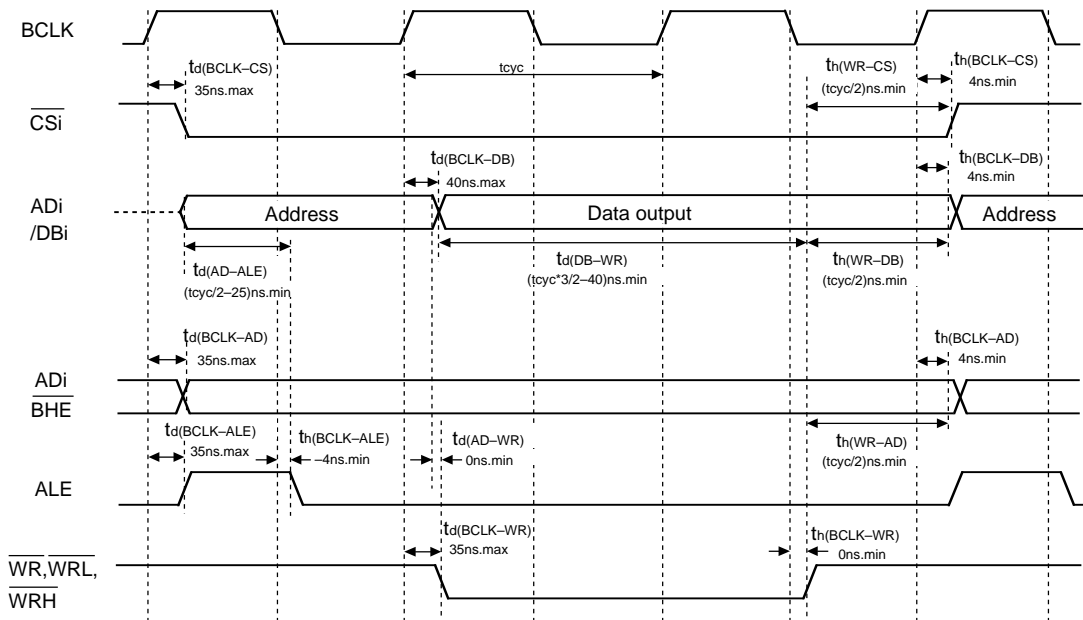 BCLK
td(BCLK–CS)
35ns.max
tcyc
th(WR–CS)
(tcyc/2)ns.min
th(BCLK–CS)
4ns.min
CSi
td(BCLK–DB)
40ns.max
th(BCLK–DB)
4ns.min
ADi
/DBi
Address
Data output
Address
td(AD–ALE)
(tcyc/2–25)ns.min
td(DB–WR)
(tcyc*3/2–40)ns.min
th(WR–DB)
(tcyc/2)ns.min
td(BCLK–AD)
35ns.max
th(BCLK–AD)
4ns.min
ADi
BHE
td(BCLK–ALE)
35ns.max
th(BCLK–ALE)
–4ns.min
td(AD–WR)
0ns.min
th(WR–AD)
(tcyc/2)ns.min
ALE
td(BCLK–WR)
35ns.max
th(BCLK–WR)
0ns.min
WR,WRL,
WRH